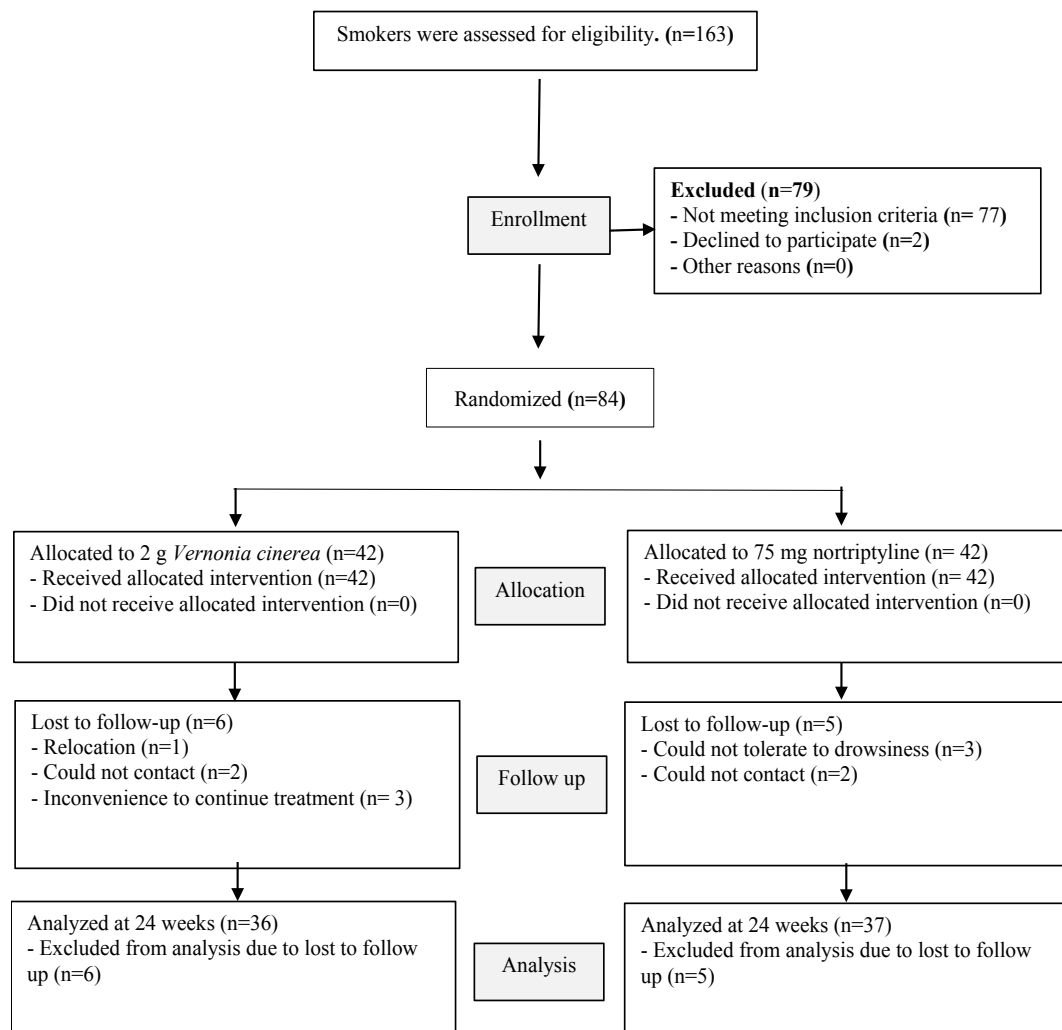 Smokers were assessed for eligibility. (n=163)
Enrollment
Excluded (n=79)
- Not meeting inclusion criteria (n= 77)
- Declined to participate (n=2)
- Other reasons (n=0)
Randomized (n=84)
Allocated to 2 g Vernonia cinerea (n=42)
- Received allocated intervention (n=42)
- Did not receive allocated intervention (n=0)
Allocation
Allocated to 75 mg nortriptyline (n= 42)
- Received allocated intervention (n= 42)
- Did not receive allocated intervention (n=0)
Lost to follow-up (n=6)
- Relocation (n=1)
- Could not contact (n=2)
- Inconvenience to continue treatment (n= 3)
Follow up
Lost to follow-up (n=5)
- Could not tolerate to drowsiness (n=3)
- Could not contact (n=2)
Analyzed at 24 weeks (n=36)
- Excluded from analysis due to lost to follow
up (n=6)
Analysis
Analyzed at 24 weeks (n=37)
- Excluded from analysis due to lost to follow
up (n=5)